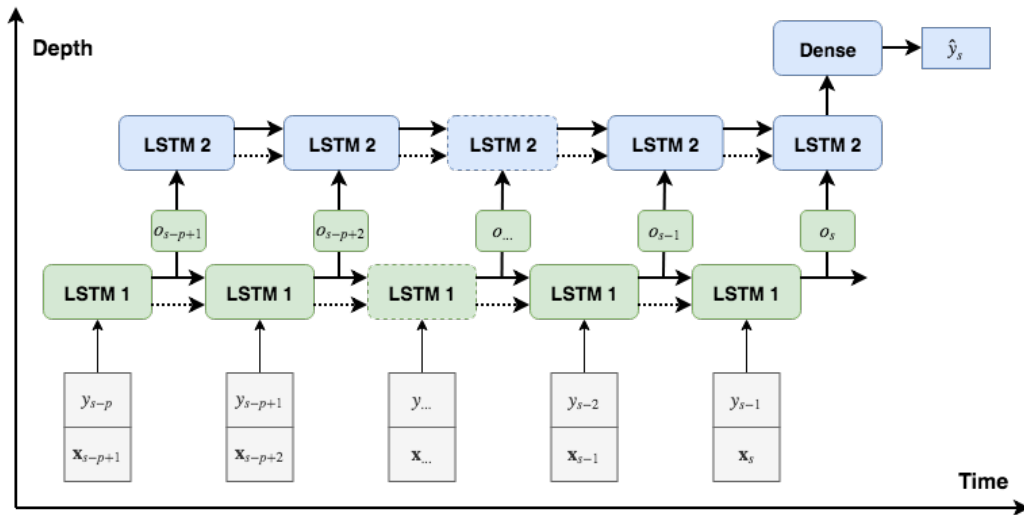 Depth
Dense
ŷ_s
LSTM 2
LSTM 2
LSTM 2
LSTM 2
LSTM 2
o_{s-p+1}
o_{s-p+2}
o_{...}
o_{s-1}
o_s
LSTM 1
LSTM 1
LSTM 1
LSTM 1
LSTM 1
y_{s-p}
y_{s-p+1}
y_{...}
y_{s-2}
y_{s-1}
x_{s-p+1}
x_{s-p+2}
x_{...}
x_{s-1}
x_s
Time